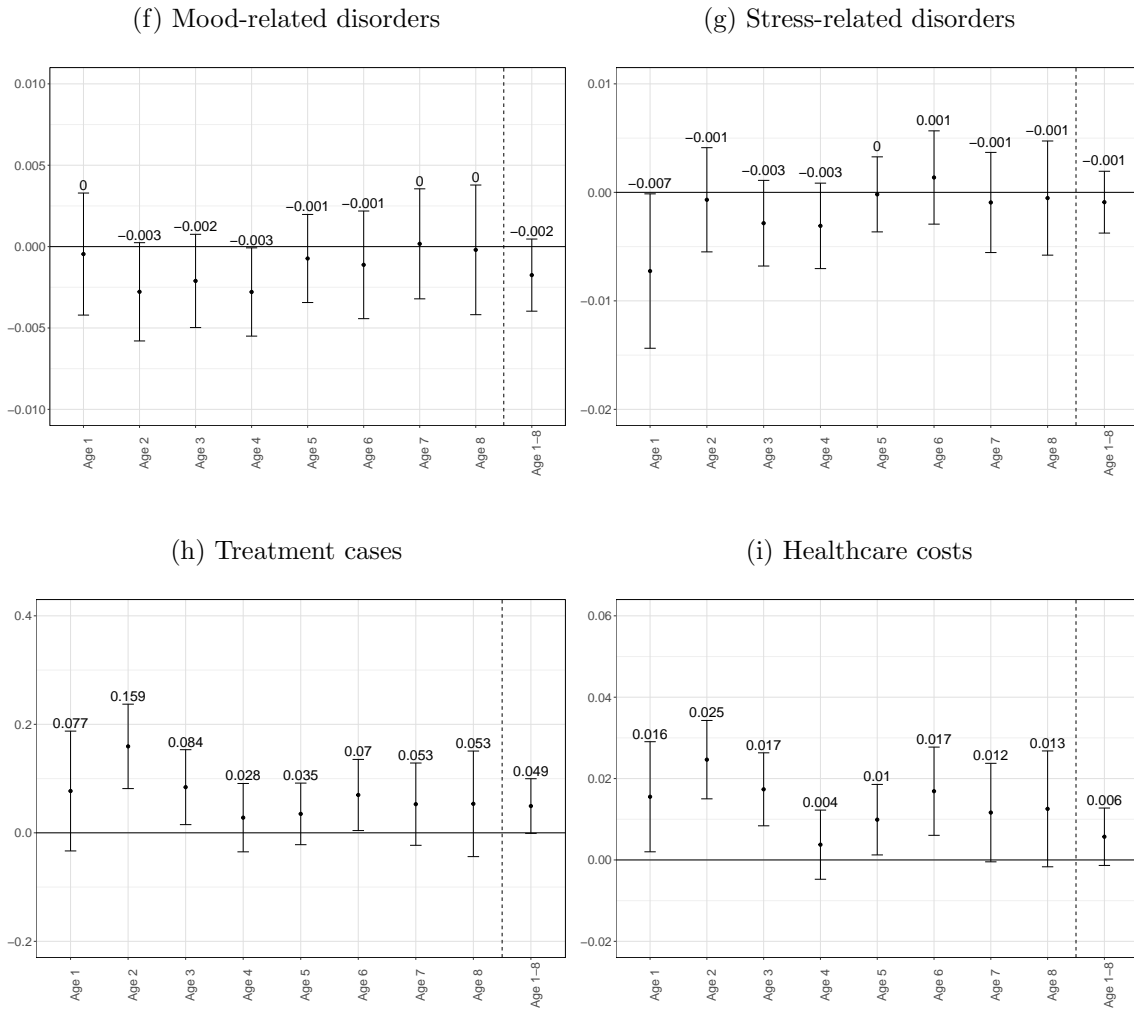 (f) Mood-related disorders
0.010
0.005
0.000
−0.005
−0.010
0
−0.003
−0.002
−0.003
−0.001
−0.001
0
0
−0.002
Age 1
Age 2
Age 3
Age 4
Age 5
Age 6
Age 7
Age 8
Age 1−8
(g) Stress-related disorders
0.01
0.00
−0.01
−0.02
−0.007
−0.001
−0.003
−0.003
0
0.001
−0.001
−0.001
−0.001
Age 1
Age 2
Age 3
Age 4
Age 5
Age 6
Age 7
Age 8
Age 1−8
(h) Treatment cases
0.4
0.2
0.0
−0.2
0.077
0.159
0.084
0.028
0.035
0.07
0.053
0.053
0.049
Age 1
Age 2
Age 3
Age 4
Age 5
Age 6
Age 7
Age 8
Age 1−8
(i) Healthcare costs
0.06
0.04
0.02
0.00
−0.02
0.016
0.025
0.017
0.004
0.01
0.017
0.012
0.013
0.006
Age 1
Age 2
Age 3
Age 4
Age 5
Age 6
Age 7
Age 8
Age 1−8